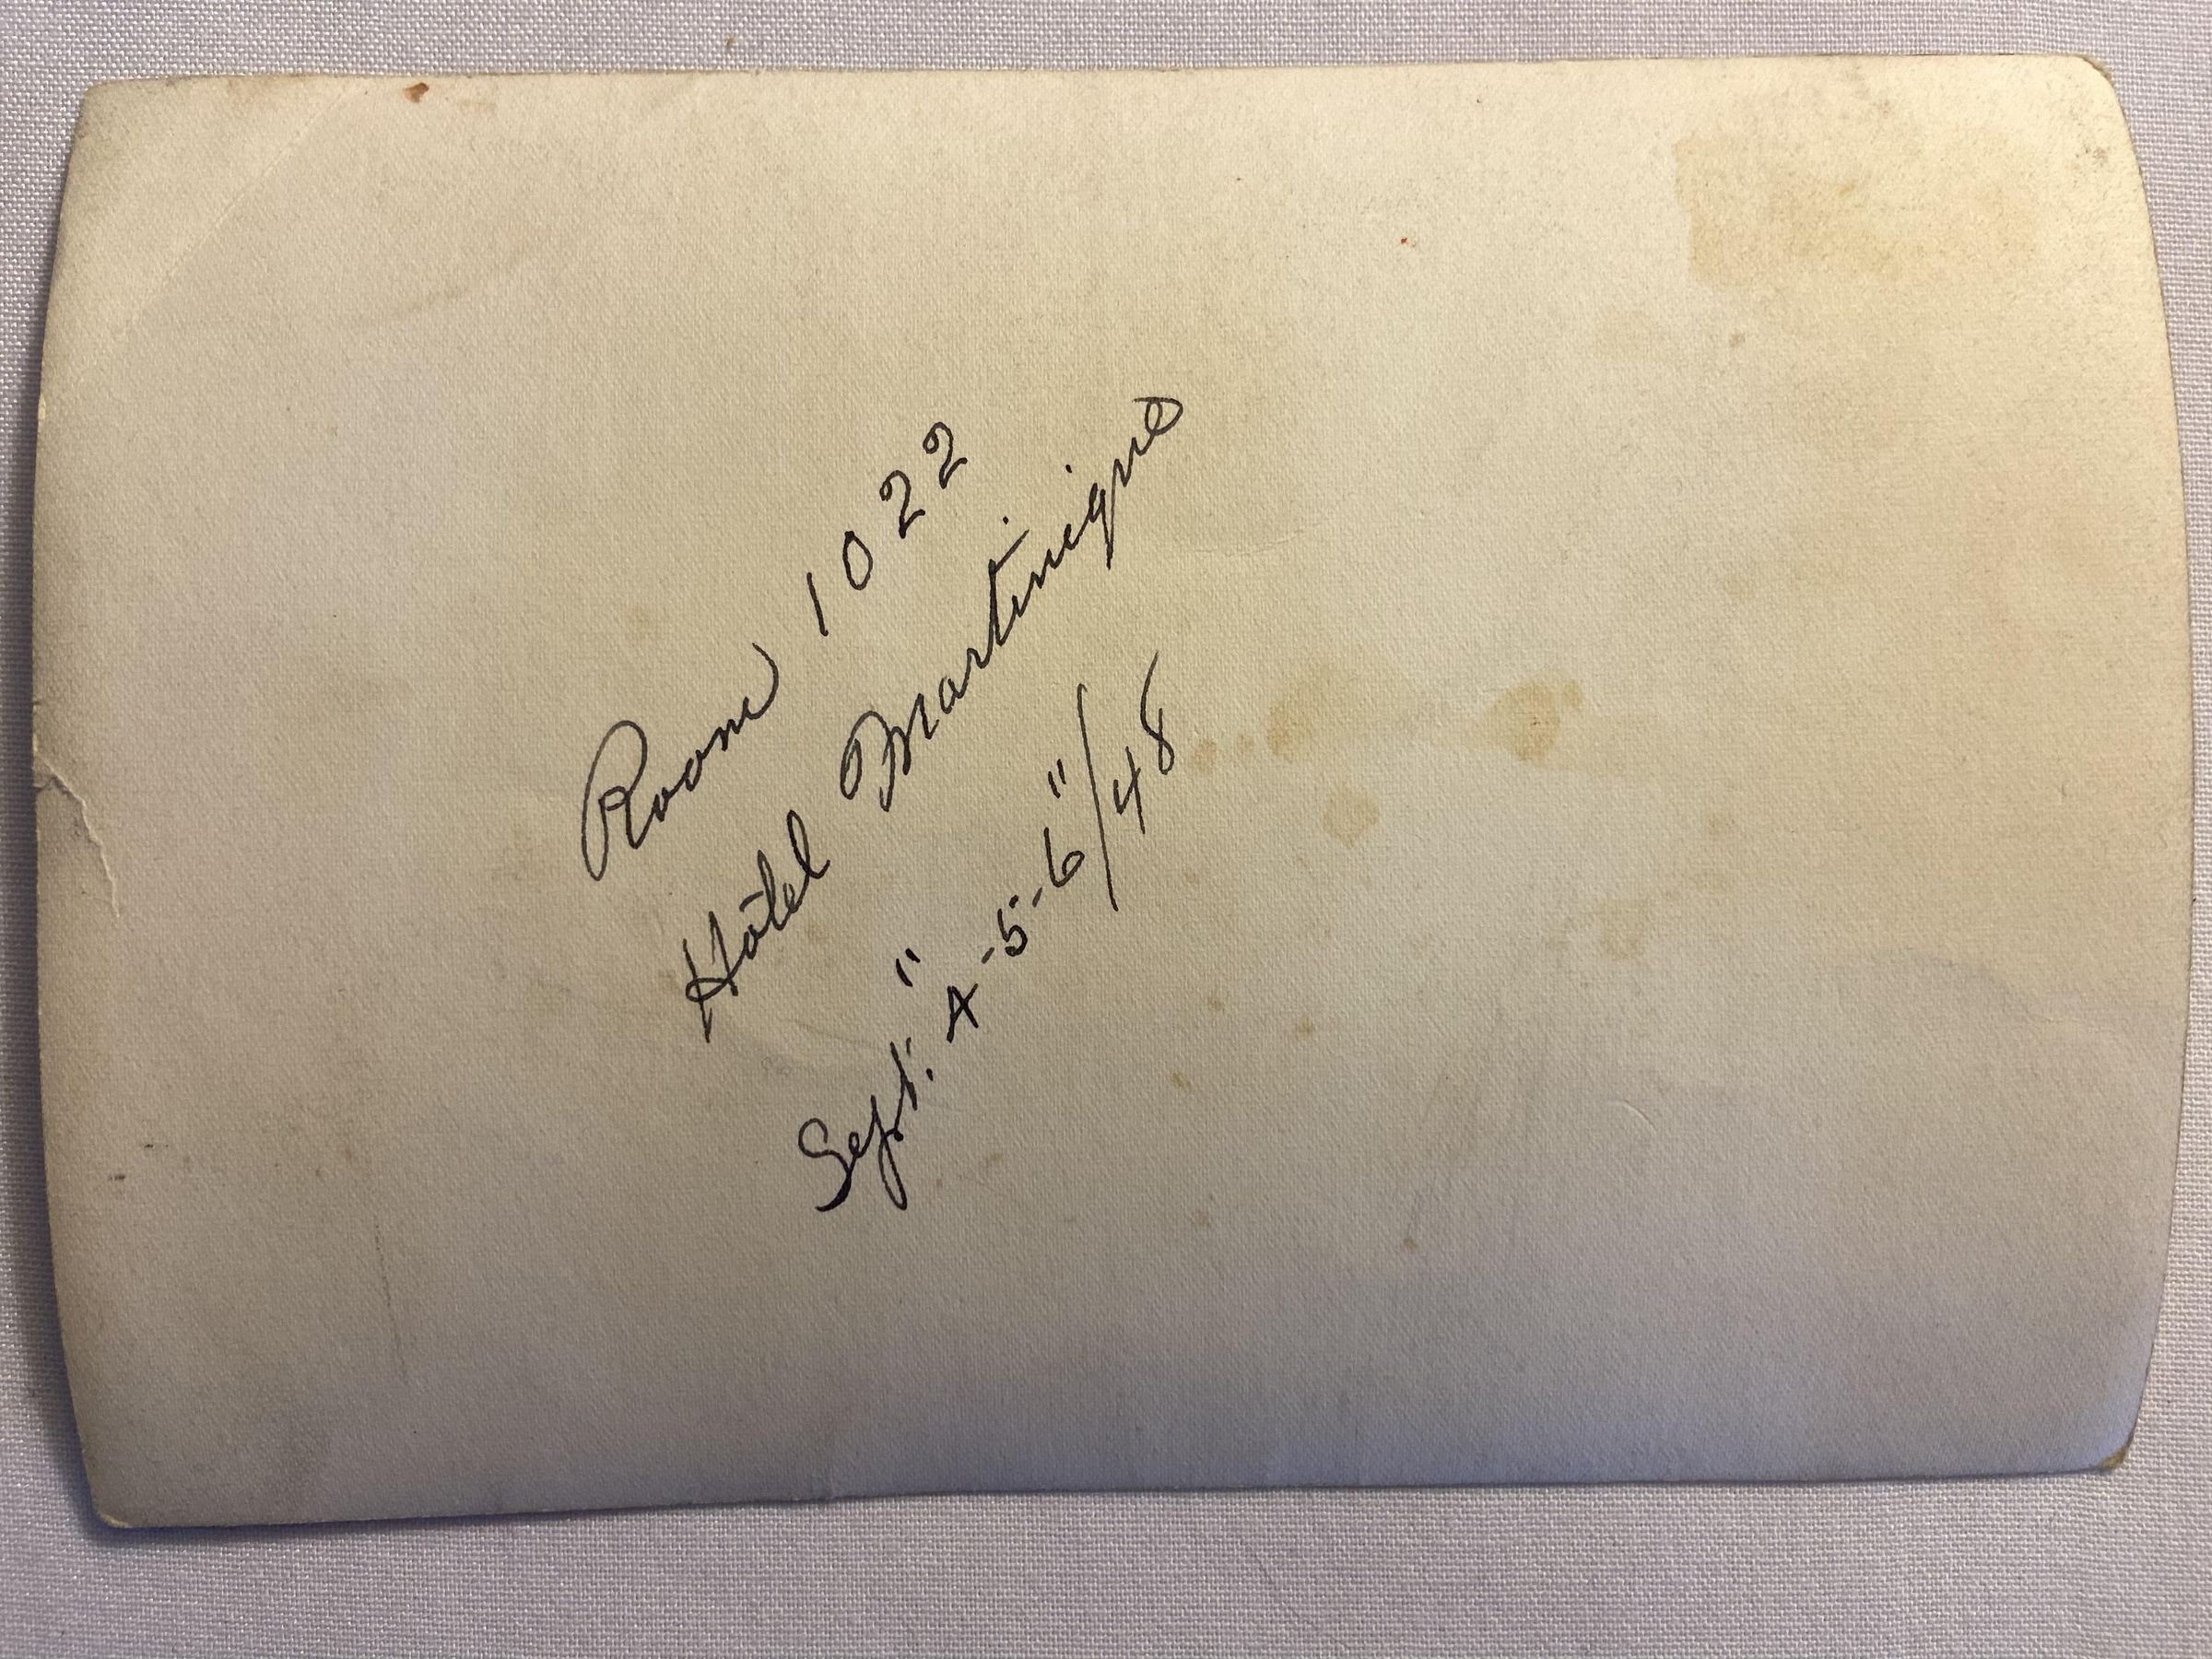 Room 1022
Hotel Martinique
Sept. "4-5-6"/48